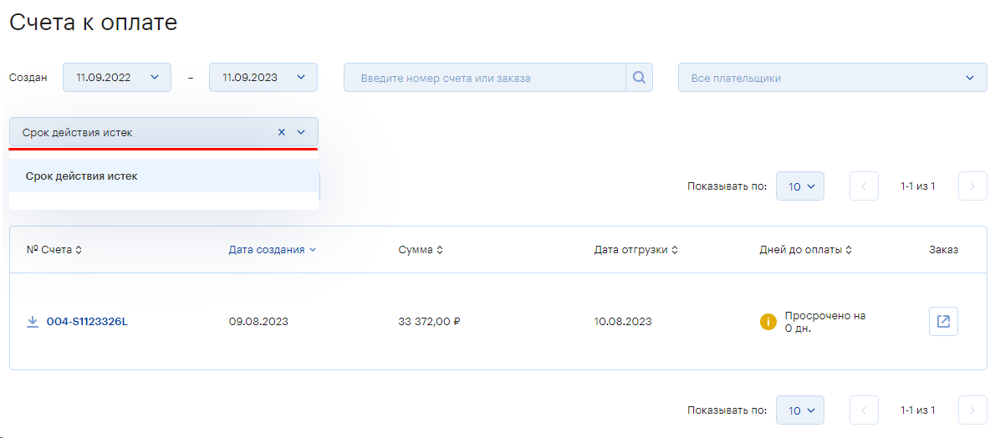 Счета к оплате
Создан 11.09.2022 – 11.09.2023 Введите номер счета или заказа Все плательщики
Срок действия истек
Срок действия истек
Показывать по: 10 1-1 из 1
№ Счета Дата создания Сумма Дата отгрузки Дней до оплаты Заказ
004-S1123326L 09.08.2023 33 372,00 ₽ 10.08.2023 Просрочено на
0 дн.
Показывать по: 10 1-1 из 1